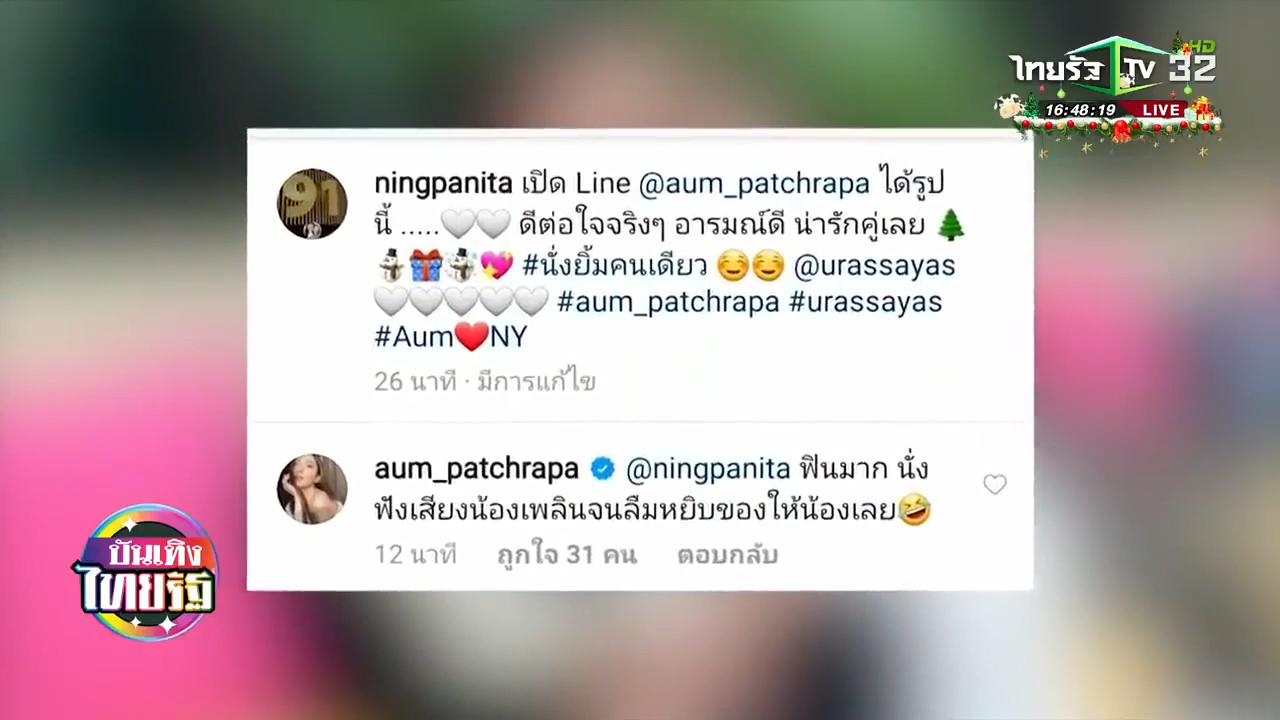 ไทยรัฐ TV HD 32
16:48:19 LIVE
91
ningpanita เปิด Line @aum_patchrapa ได้รูป
นี้ .....🤍🤍 ดีต่อใจจริงๆ อารมณ์ดี น่ารักคู่เลย 🎄
⛄🎁☃️💖 #นั่งยิ้มคนเดียว ☺️☺️ @urassayas
🤍🤍🤍🤍🤍 #aum_patchrapa #urassayas
#Aum❤️NY
26 นาที · มีการแก้ไข
aum_patchrapa @ningpanita ฟินมาก นั่ง
ฟังเสียงน้องเพลินจนลืมหยิบของให้น้องเลย🤣
12 นาที ถูกใจ 31 คน ตอบกลับ
บันเทิง
ไทยรัฐ